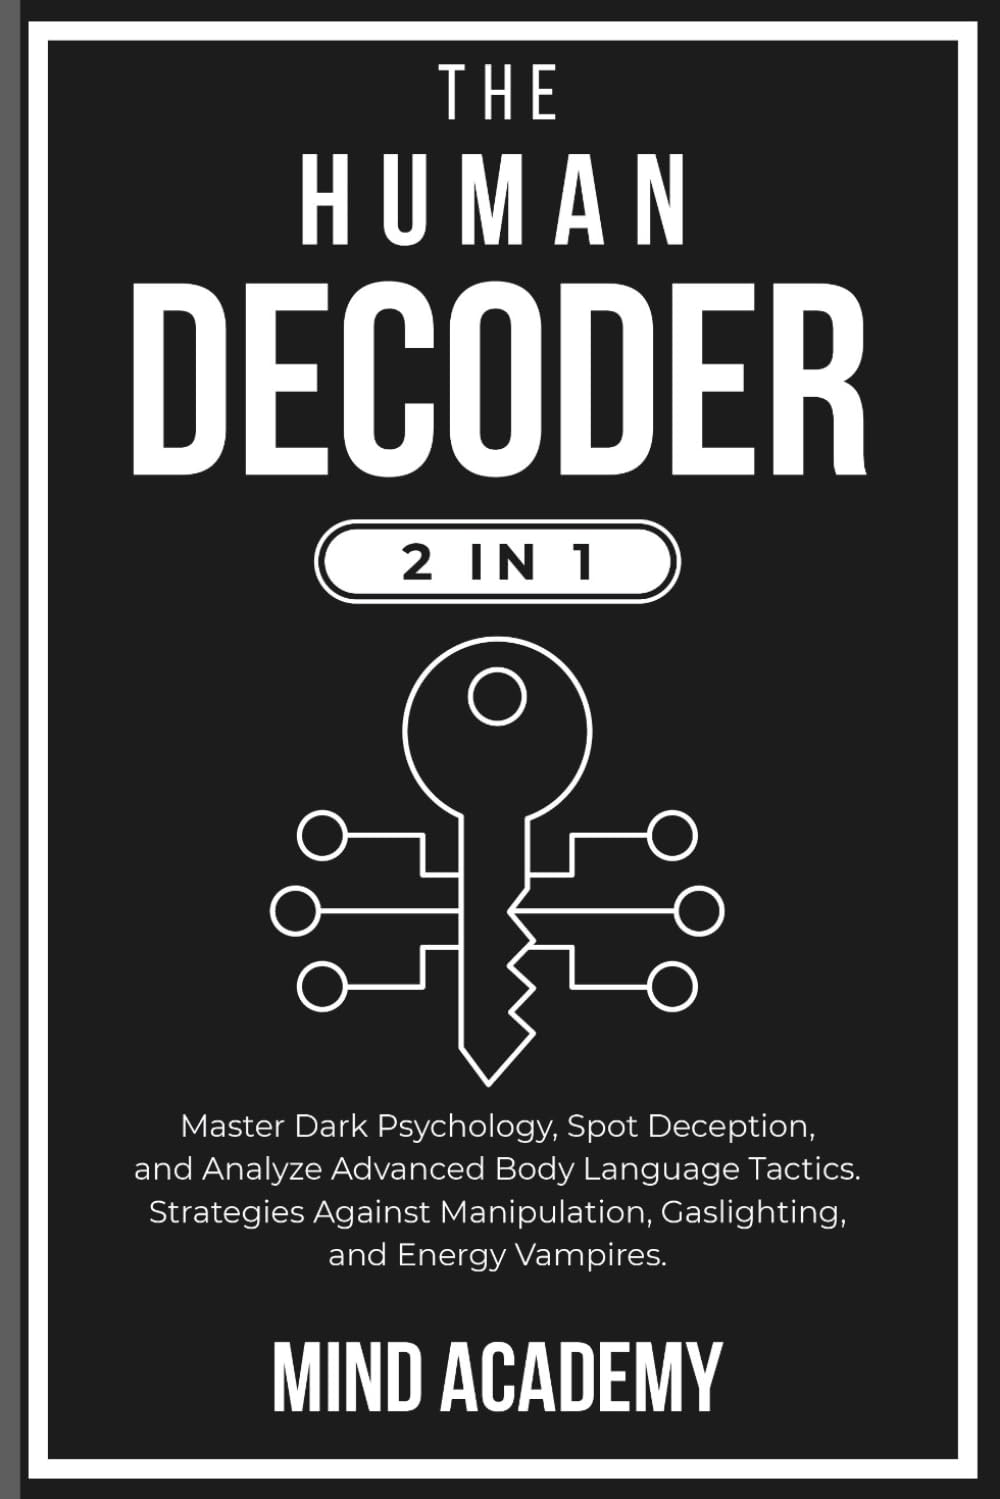 THE
HUMAN
DECODER
2 IN 1
Master Dark Psychology, Spot Deception,
and Analyze Advanced Body Language Tactics.
Strategies Against Manipulation, Gaslighting,
and Energy Vampires.
MIND ACADEMY